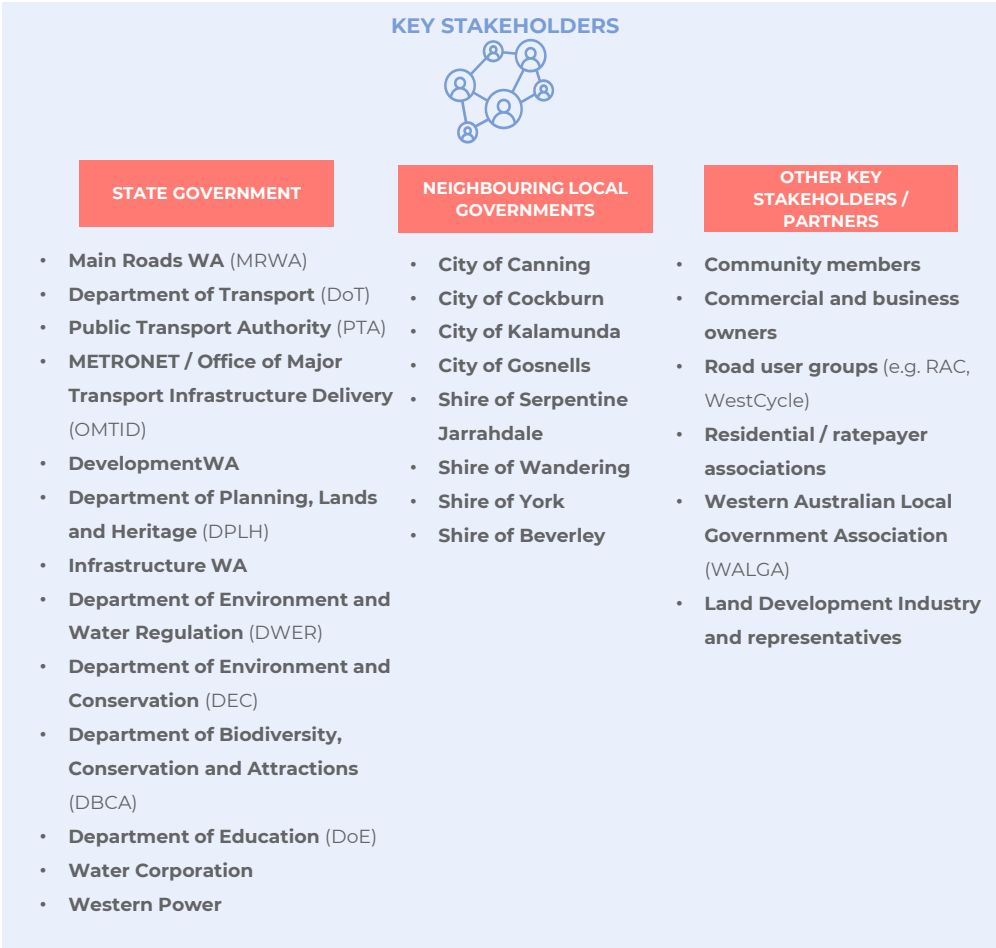 KEY STAKEHOLDERS
STATE GOVERNMENT
• Main Roads WA (MRWA)
• Department of Transport (DoT)
• Public Transport Authority (PTA)
• METRONET / Office of Major
Transport Infrastructure Delivery
(OMTID)
• DevelopmentWA
• Department of Planning, Lands
and Heritage (DPLH)
• Infrastructure WA
• Department of Environment and
Water Regulation (DWER)
• Department of Environment and
Conservation (DEC)
• Department of Biodiversity,
Conservation and Attractions
(DBCA)
• Department of Education (DoE)
• Water Corporation
• Western Power
NEIGHBOURING LOCAL
GOVERNMENTS
• City of Canning
• City of Cockburn
• City of Kalamunda
• City of Gosnells
• Shire of Serpentine
Jarrahdale
• Shire of Wandering
• Shire of York
• Shire of Beverley
OTHER KEY
STAKEHOLDERS /
PARTNERS
• Community members
• Commercial and business
owners
• Road user groups (e.g. RAC,
WestCycle)
• Residential / ratepayer
associations
• Western Australian Local
Government Association
(WALGA)
• Land Development Industry
and representatives